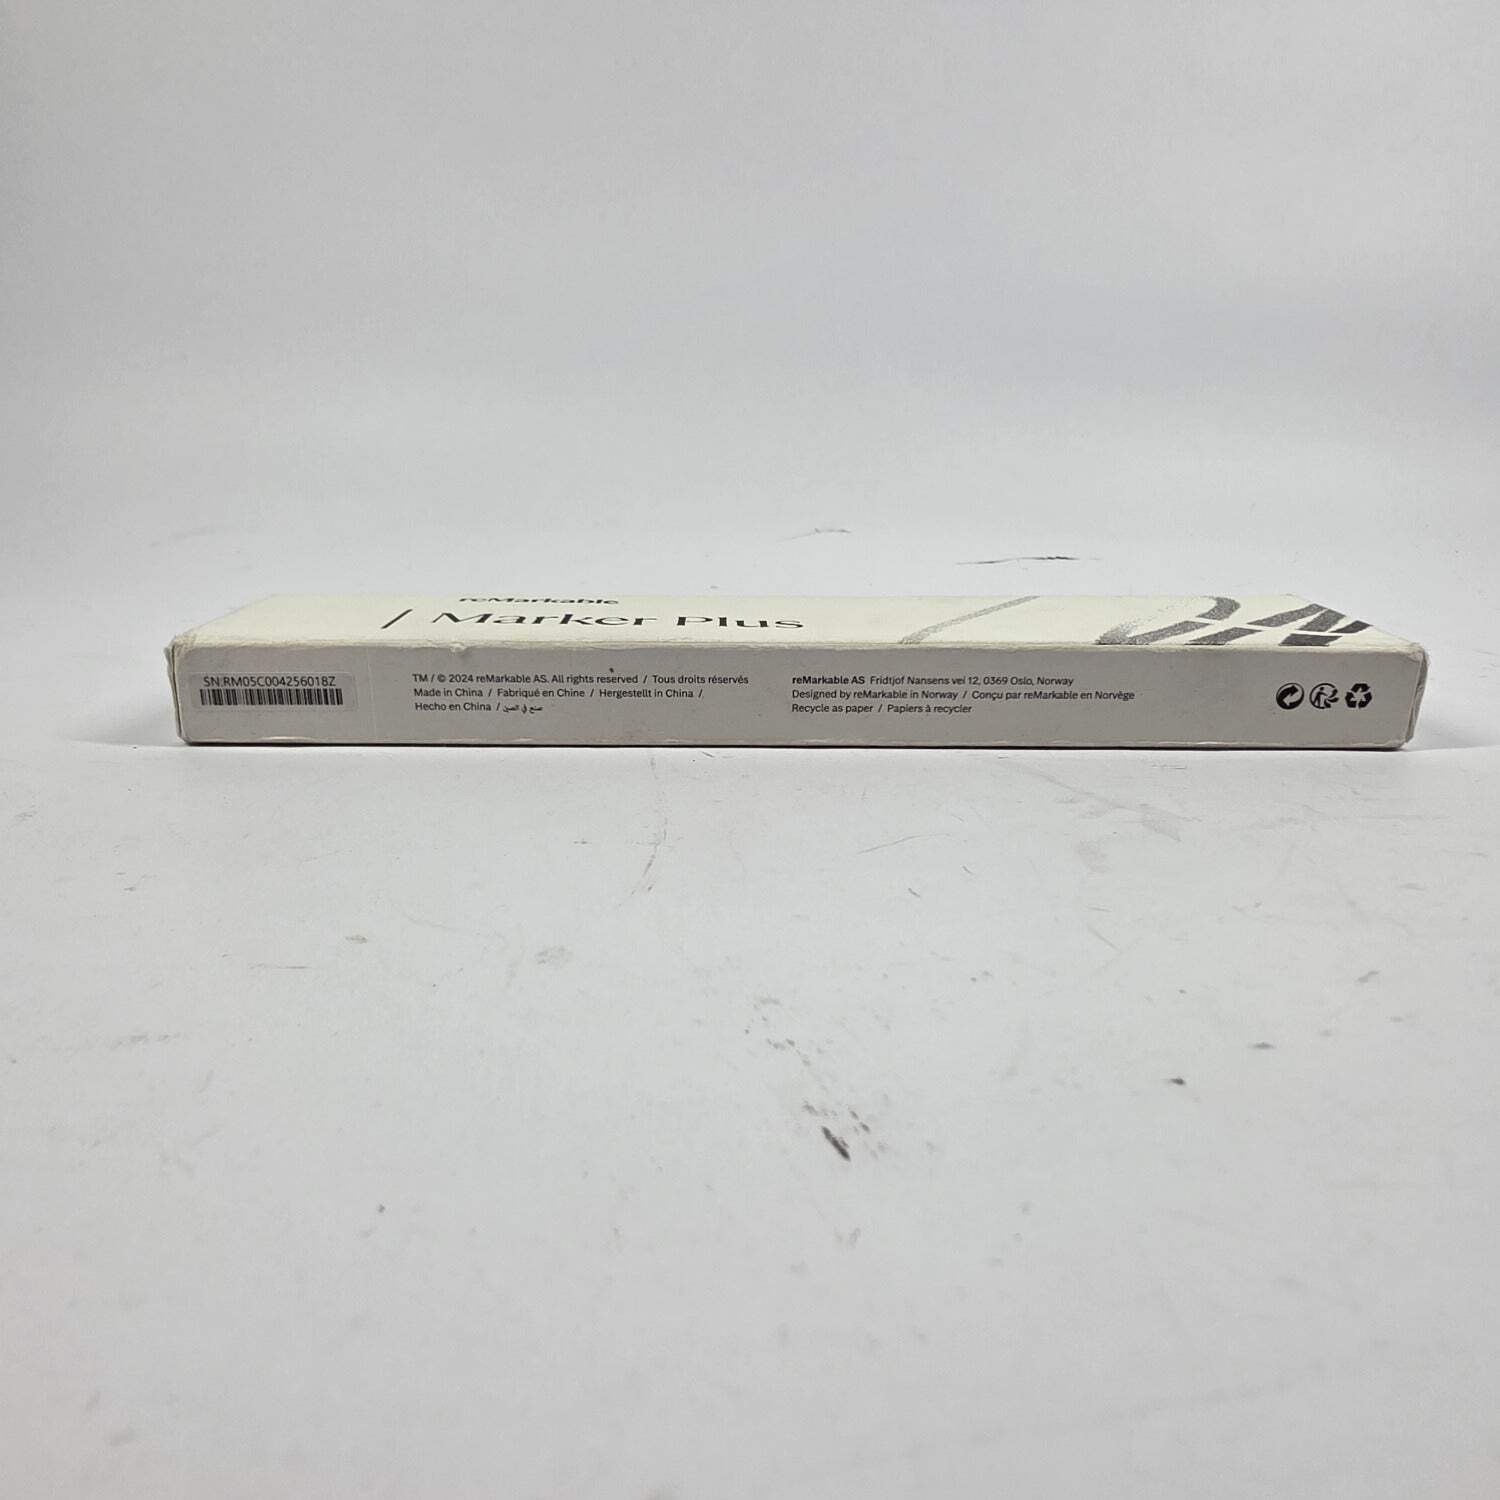 reMarkable
/ Marker Plus
SN:RM05C004256018Z
TM / © 2024 reMarkable AS. All rights reserved / Tous droits réservés
Made in China / Fabriqué en Chine / Hergestellt in China /
Hecho en China / صنع في الصين
reMarkable AS Fridtjof Nansens vei 12, 0369 Oslo, Norway
Designed by reMarkable in Norway / Conçu par reMarkable en Norvège
Recycle as paper / Papiers à recycler